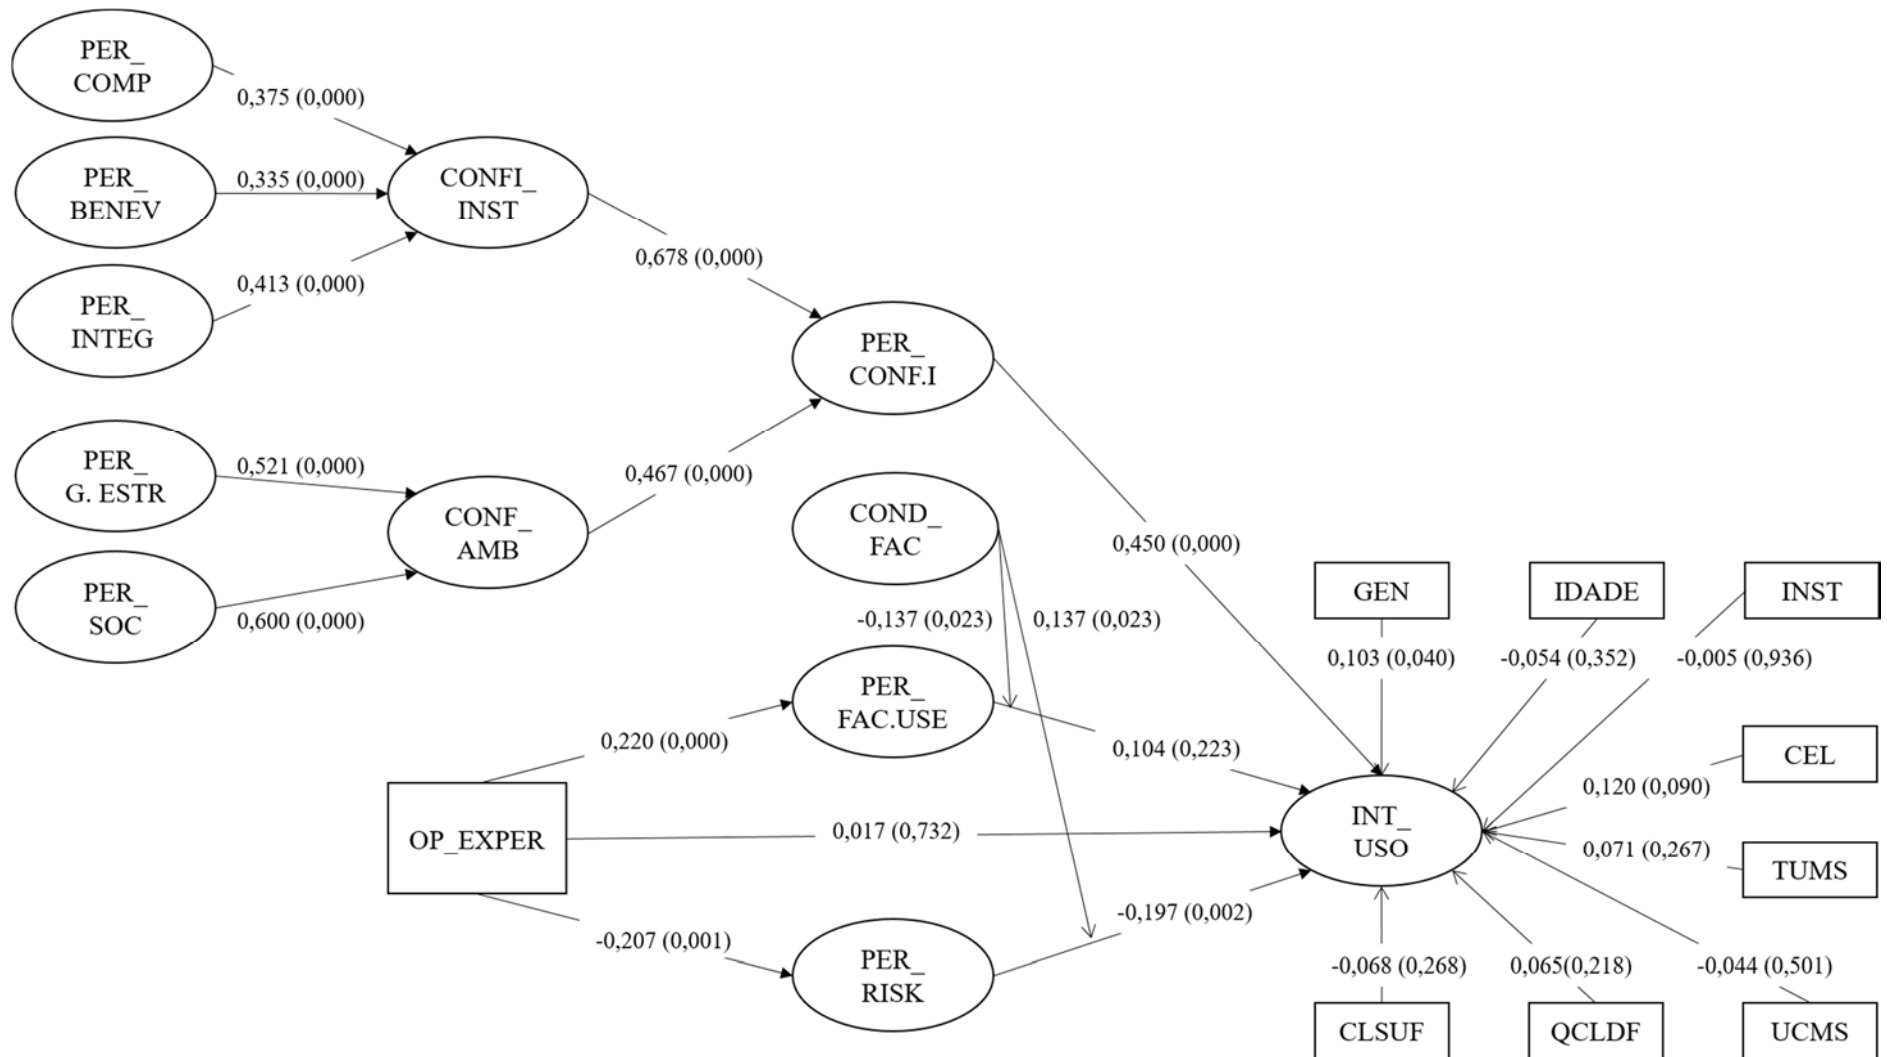 PER_
COMP
0,375 (0,000)
PER_
BENEV
0,335 (0,000)
CONFI_
INST
PER_
INTEG
0,413 (0,000)
0,678 (0,000)
PER_
CONF.I
PER_
G. ESTR
0,521 (0,000)
CONF_
AMB
0,467 (0,000)
PER_
SOC
0,600 (0,000)
COND_
FAC
0,450 (0,000)
-0,137 (0,023)
0,137 (0,023)
GEN
IDADE
INST
0,103 (0,040)
-0,054 (0,352)
-0,005 (0,936)
PER_
FAC.USE
0,220 (0,000)
0,104 (0,223)
CEL
0,120 (0,090)
OP_EXPER
0,017 (0,732)
INT_
USO
0,071 (0,267)
TUMS
-0,207 (0,001)
-0,197 (0,002)
PER_
RISK
-0,068 (0,268)
0,065(0,218)
-0,044 (0,501)
CLSUF
QCLDF
UCMS